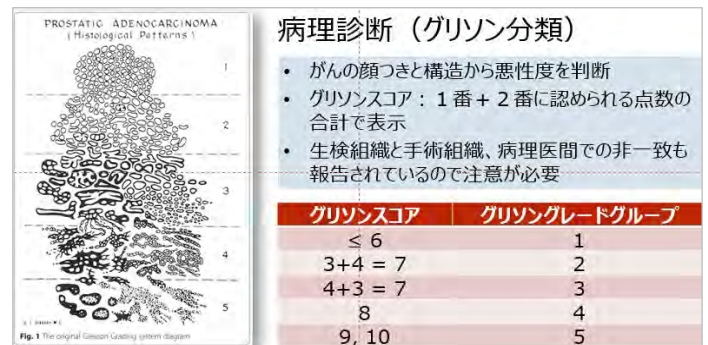 PROSTATIC ADENOCARCINOMA
(Histological Patterns)
1
2
3
4
5
Fig. 1 The original Gleason Grading system diagram
病理診断（グリソン分類）
• がんの顔つきと構造から悪性度を判断
• グリソンスコア： 1 番 + 2 番に認められる点数の
合計で表示
• 生検組織と手術組織、病理医間での非一致も
報告されているので注意が必要
グリソンスコア グリソングレードグループ
≤ 6 1
3+4 = 7 2
4+3 = 7 3
8 4
9, 10 5